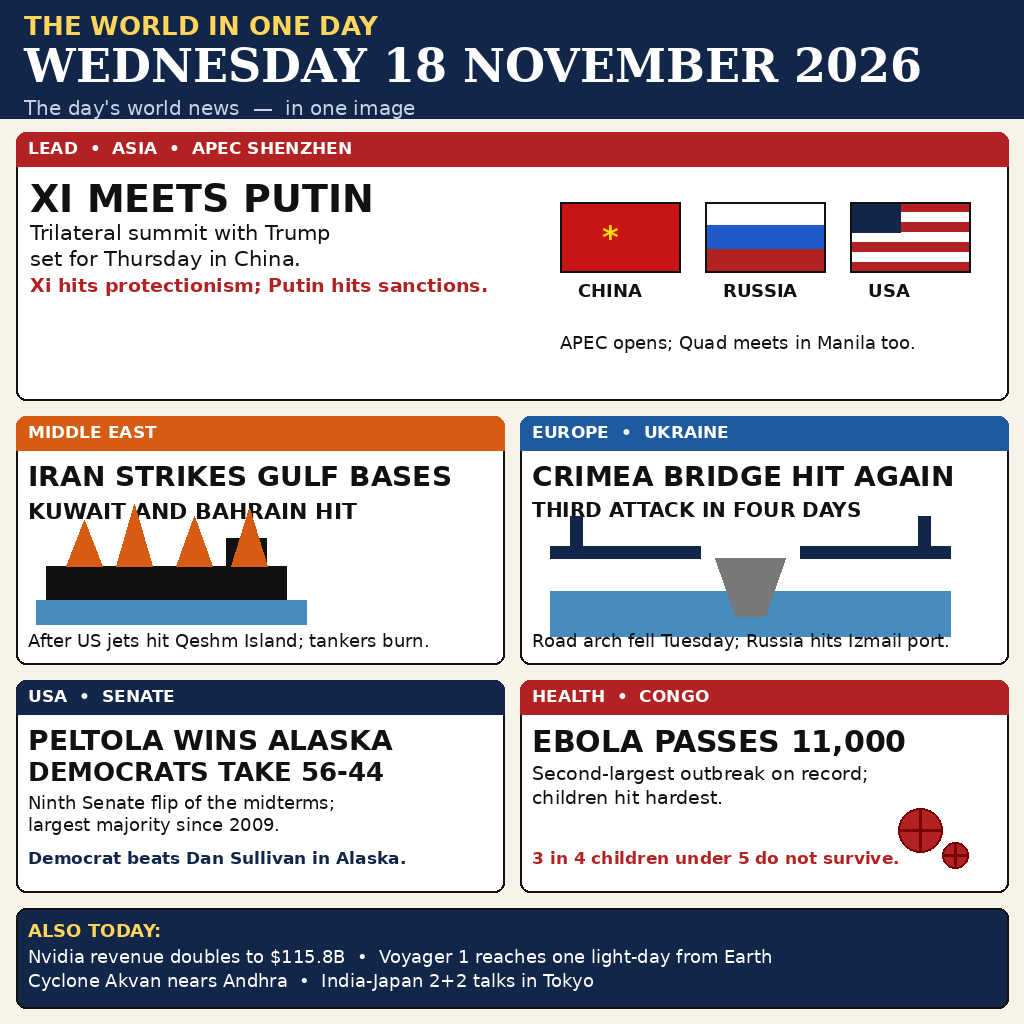 THE WORLD IN ONE DAY
WEDNESDAY 18 NOVEMBER 2026
The day's world news — in one image
LEAD • ASIA • APEC SHENZHEN
XI MEETS PUTIN
Trilateral summit with Trump
set for Thursday in China.
Xi hits protectionism; Putin hits sanctions.
CHINA
RUSSIA
USA
APEC opens; Quad meets in Manila too.
MIDDLE EAST
IRAN STRIKES GULF BASES
KUWAIT AND BAHRAIN HIT
After US jets hit Qeshm Island; tankers burn.
EUROPE • UKRAINE
CRIMEA BRIDGE HIT AGAIN
THIRD ATTACK IN FOUR DAYS
Road arch fell Tuesday; Russia hits Izmail port.
USA • SENATE
PELTOLA WINS ALASKA
DEMOCRATS TAKE 56-44
Ninth Senate flip of the midterms;
largest majority since 2009.
Democrat beats Dan Sullivan in Alaska.
HEALTH • CONGO
EBOLA PASSES 11,000
Second-largest outbreak on record;
children hit hardest.
3 in 4 children under 5 do not survive.
ALSO TODAY:
Nvidia revenue doubles to $115.8B • Voyager 1 reaches one light-day from Earth
Cyclone Akvan nears Andhra • India-Japan 2+2 talks in Tokyo